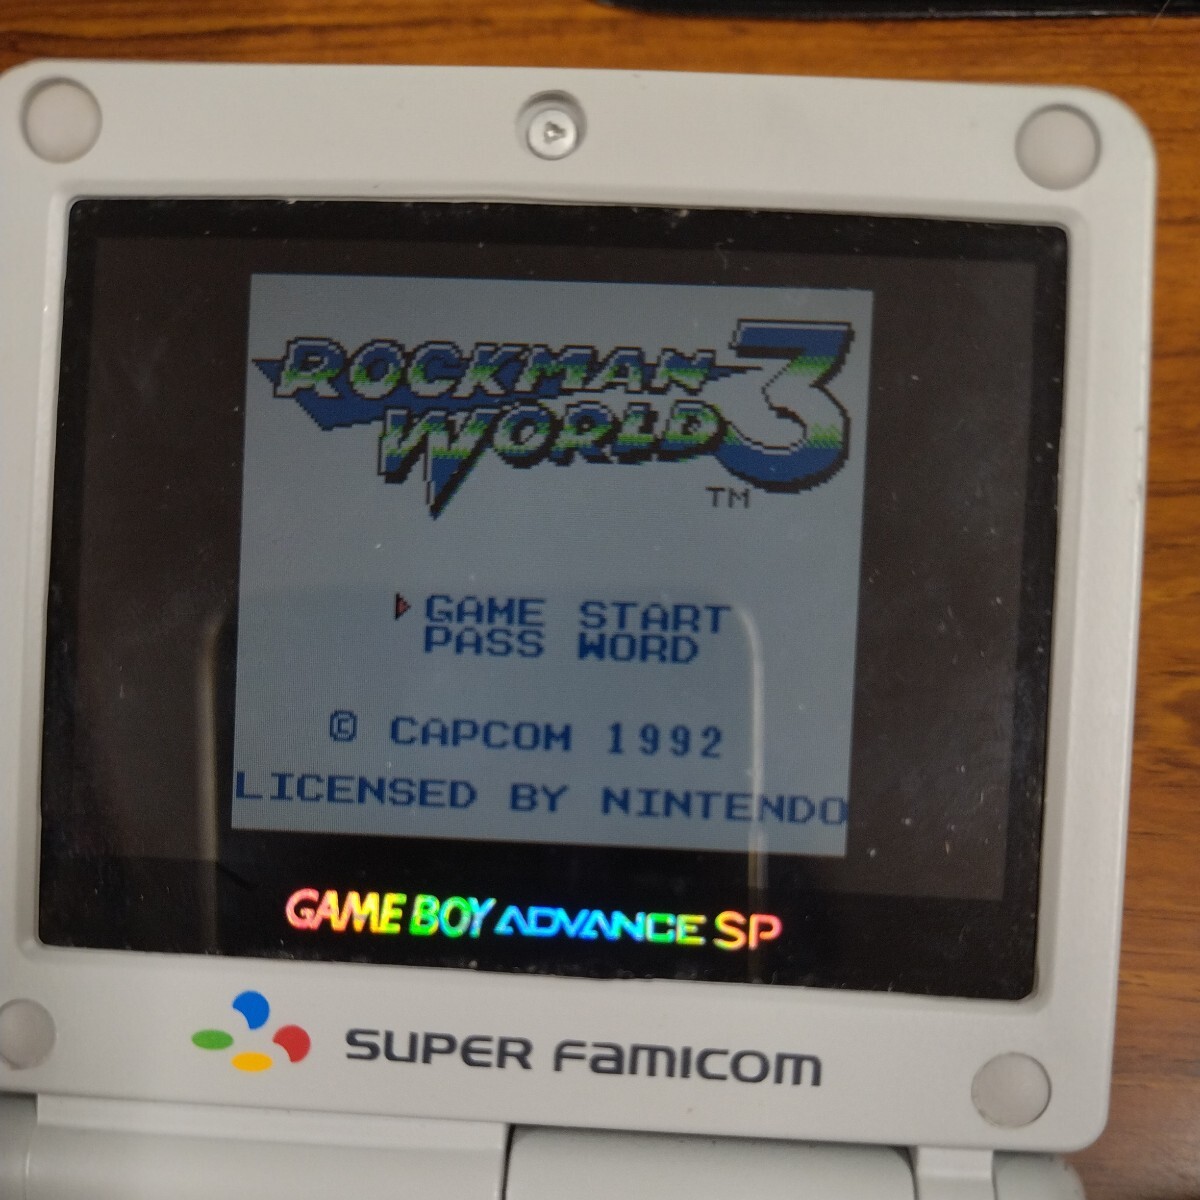 ROCKMAN
WORLD 3
TM
GAME START
PASS WORD
© CAPCOM 1992
LICENSED BY NINTENDO
GAME BOY ADVANCE SP
SUPER FAMICOM